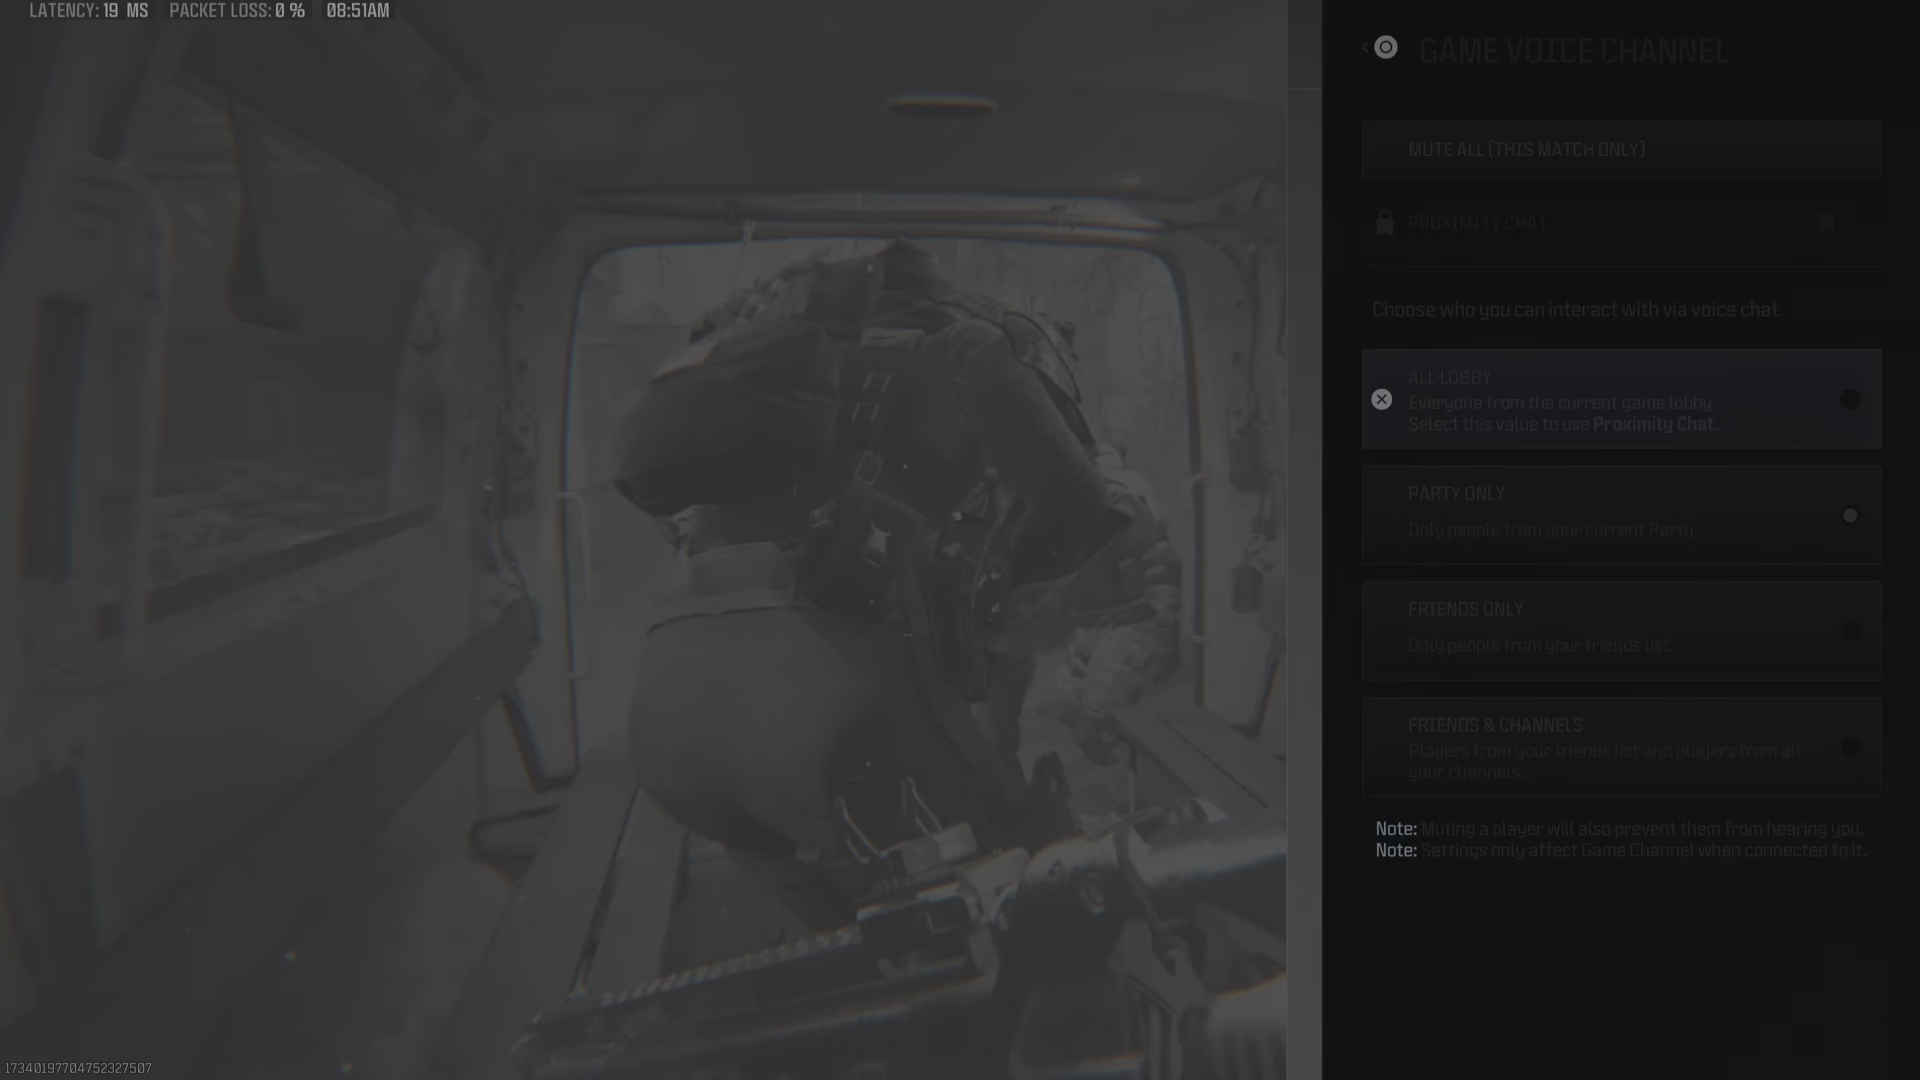 LATENCY: 19 MS PACKET LOSS: 0 % 08:51AM
GAME VOICE CHANNEL
MUTE ALL (THIS MATCH ONLY)
PROXIMITY CHAT
Choose who you can interact with via voice chat.
ALL LOBBY
Everyone from the current game lobby.
Select this value to use Proximity Chat.
PARTY ONLY
Only people from your current Party.
FRIENDS ONLY
Only people from your friends list.
FRIENDS & CHANNELS
Players from your friends list and players from all
your channels.
Note: Muting a player will also prevent them from hearing you.
Note: Settings only affect Game Channel when connected to it.
17340197704752327507